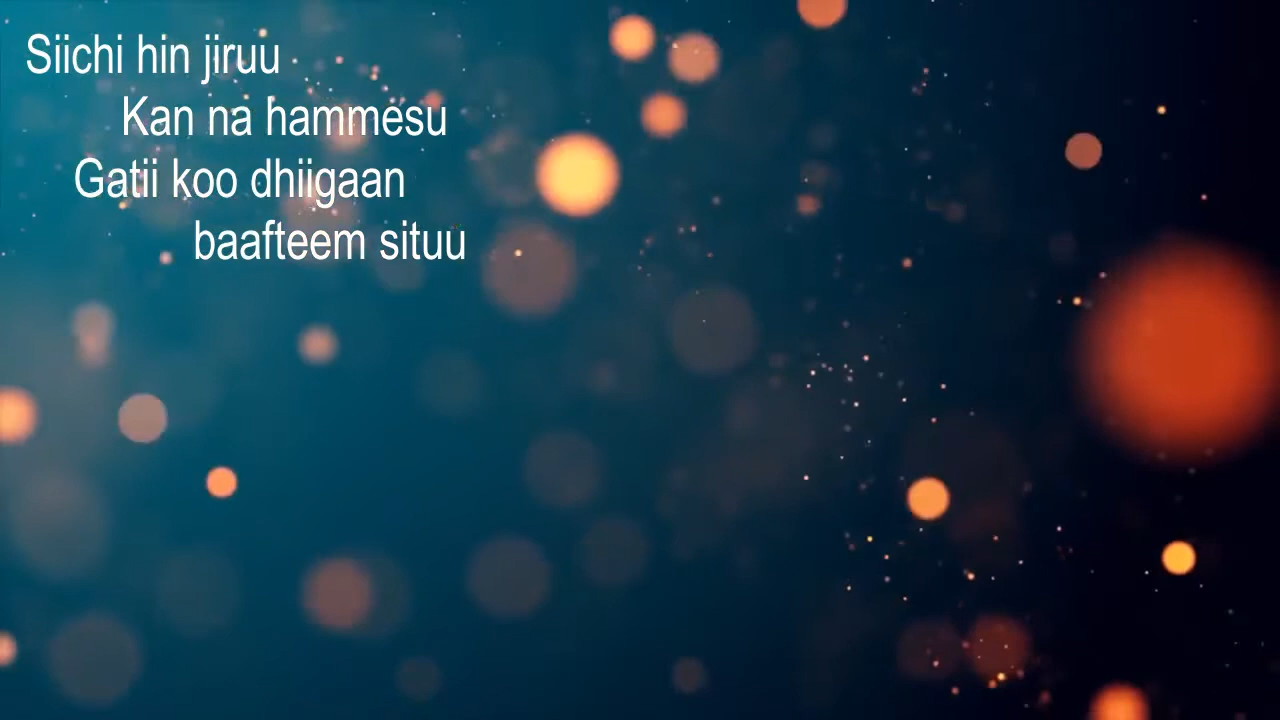 Siichi hin jiruu
Kan na hammesu
Gatii koo dhiigaan
baafteem situu